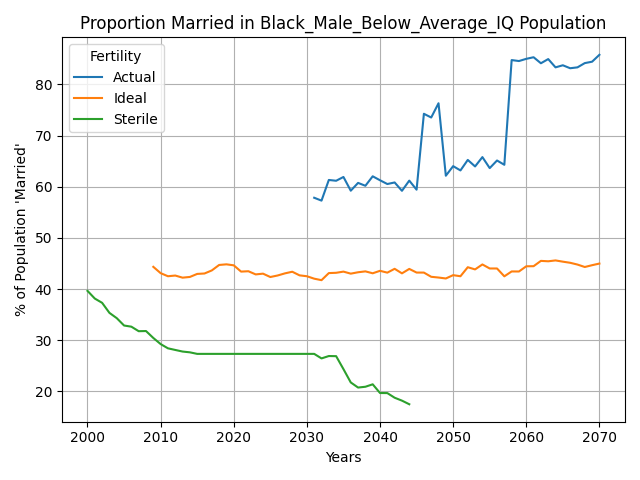 Proportion Married in Black_Male_Below_Average_IQ Population
Fertility
Actual
Ideal
Sterile
% of Population 'Married'
80
70
60
50
40
30
20
2000 2010 2020 2030 2040 2050 2060 2070
Years